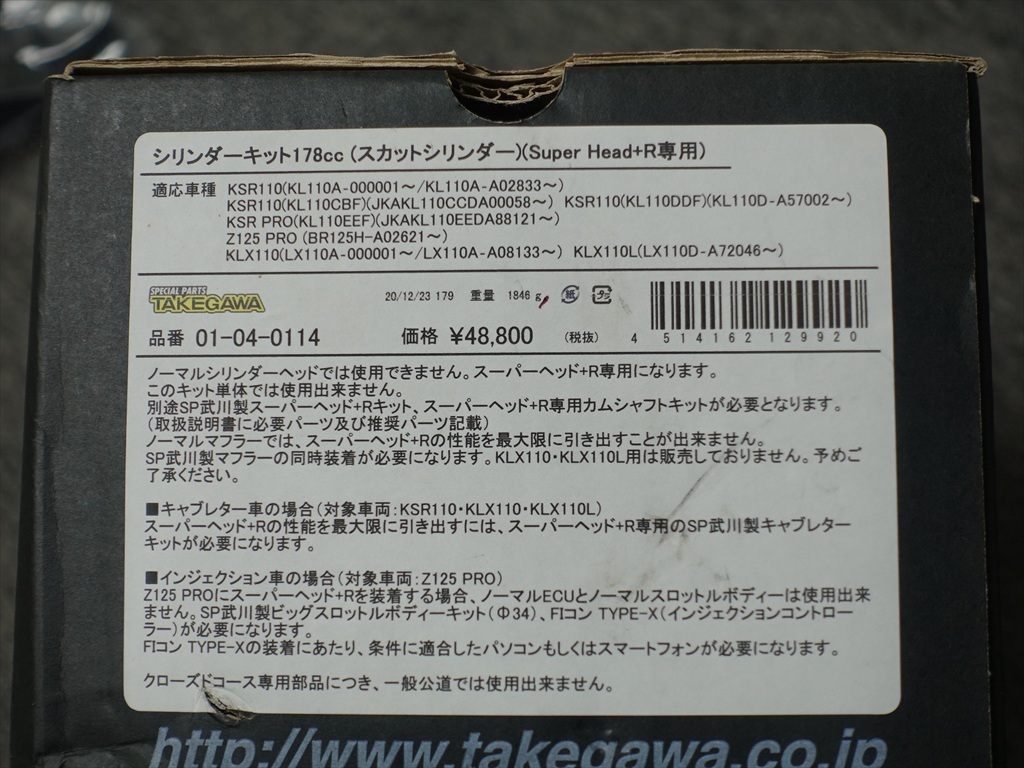 シリンダーキット178cc (スカットシリンダー)(Super Head+R専用)
適応車種 KSR110(KL110A-000001～/KL110A-A02833～)
KSR110(KL110CBF)(JKAKL110CCDA00058～) KSR110(KL110DDF)(KL110D-A57002～)
KSR PRO(KL110EEF)(JKAKL110EEDA88121～)
Z125 PRO (BR125H-A02621～)
KLX110(LX110A-000001～/LX110A-A08133～) KLX110L(LX110D-A72046～)
SPECIAL PARTS
TAKEGAWA
20/12/23 179 重量 1846 g 紙 タンボ
品番 01-04-0114 価格 ¥48,800 (税抜) 4 514162 129920
ノーマルシリンダーヘッドでは使用できません。スーパーヘッド+R専用になります。
このキット単体では使用出来ません。
別途SP武川製スーパーヘッド+Rキット、スーパーヘッド+R専用カムシャフトキットが必要となります。
(取扱説明書に必要パーツ及び推奨パーツ記載)
ノーマルマフラーでは、スーパーヘッド+Rの性能を最大限に引き出すことが出来ません。
SP武川製マフラーの同時装着が必要になります。KLX110・KLX110L用は販売しておりません。予めご
了承ください。
■キャブレター車の場合(対象車両:KSR110・KLX110・KLX110L)
スーパーヘッド+Rの性能を最大限に引き出すには、スーパーヘッド+R専用のSP武川製キャブレター
キットが必要になります。
■インジェクション車の場合(対象車両:Z125 PRO)
Z125 PROにスーパーヘッド+Rを装着する場合、ノーマルECUとノーマルスロットルボディーは使用出来
ません。SP武川製ビッグスロットルボディーキット(Φ34)、FIコン TYPE-X(インジェクションコントロー
ラー)が必要になります。
FIコン TYPE-Xの装着にあたり、条件に適合したパソコンもしくはスマートフォンが必要になります。
クローズドコース専用部品につき、一般公道では使用出来ません。
http://www.takegawa.co.jp